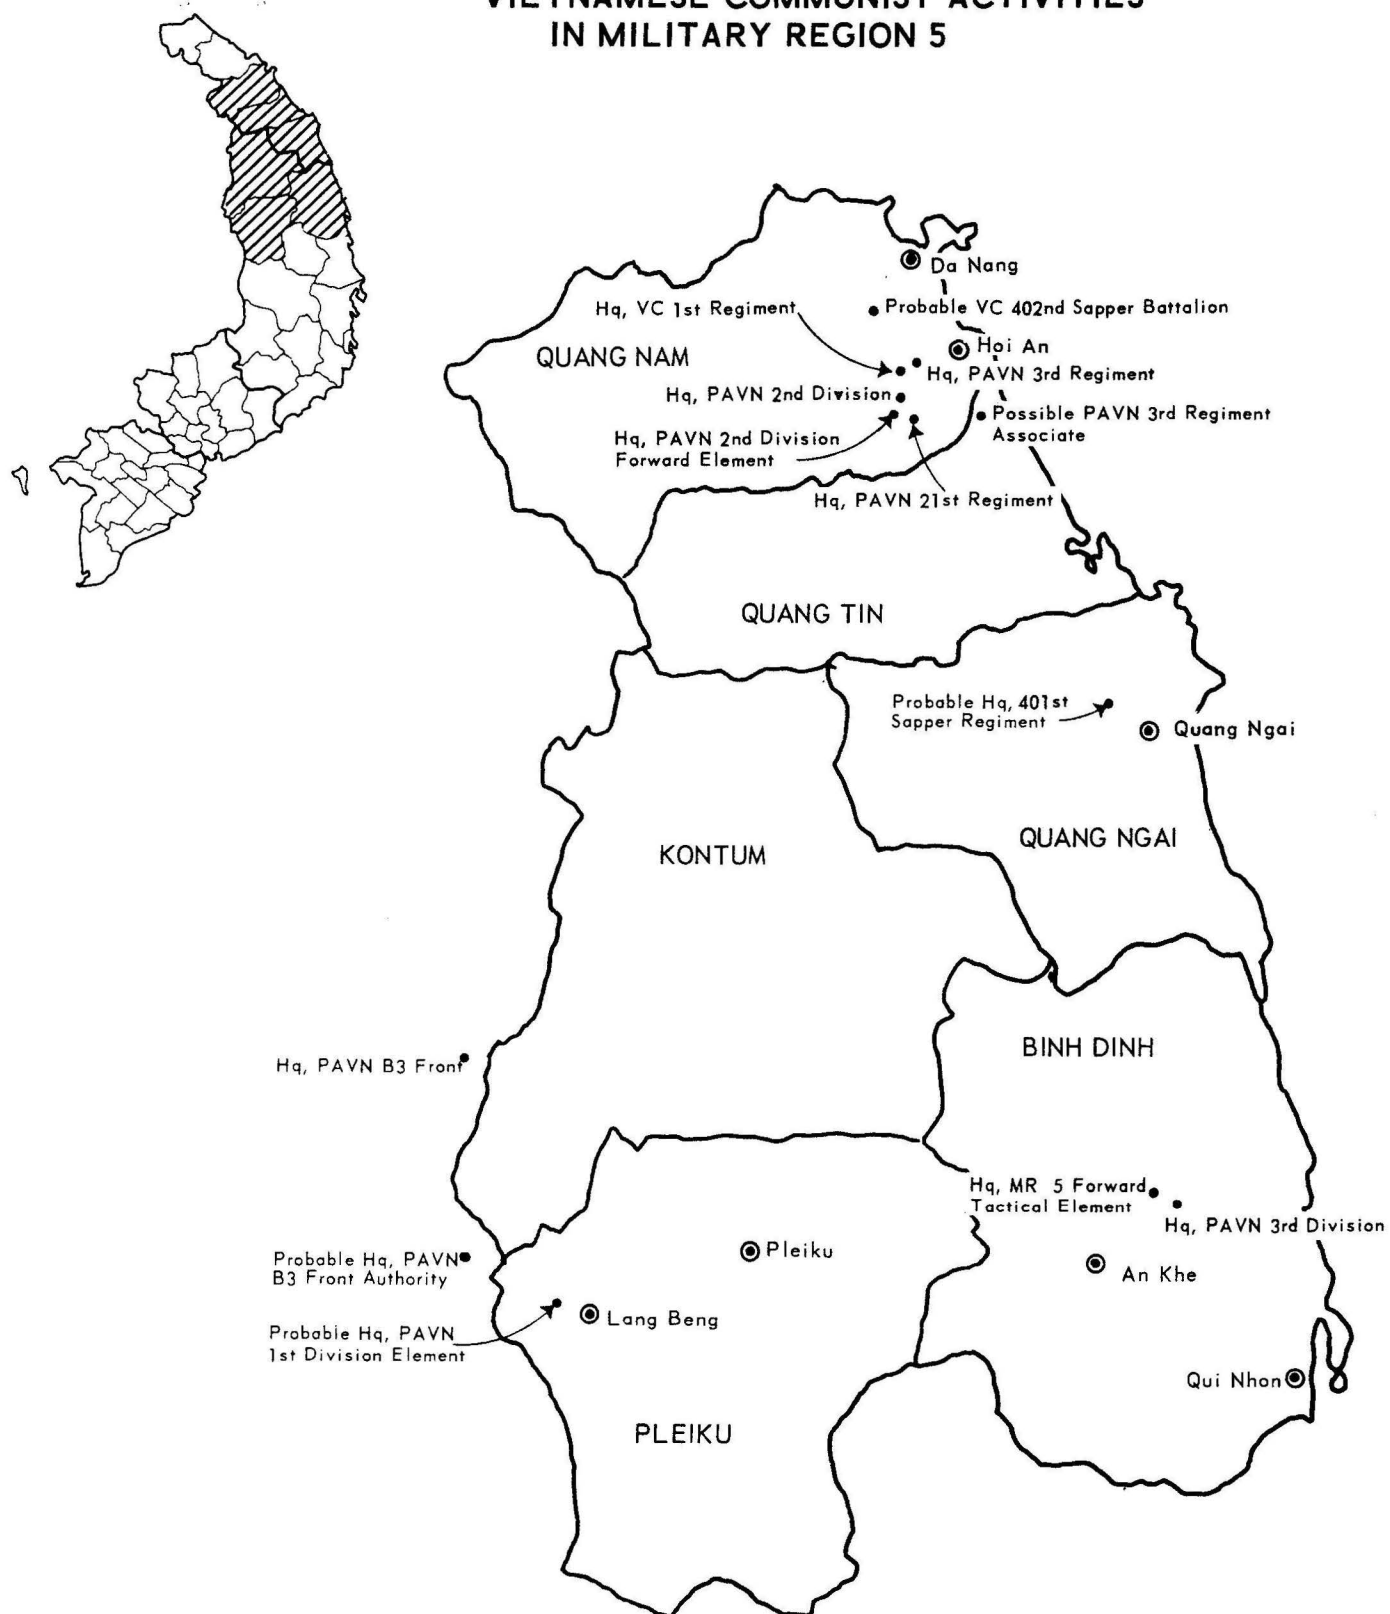 VIETNAMESE COMMUNIST ACTIVITIES
IN MILITARY REGION 5
Da Nang
Hq, VC 1st Regiment
Probable VC 402nd Sapper Battalion
Hoi An
QUANG NAM
Hq, PAVN 3rd Regiment
Hq, PAVN 2nd Division
Possible PAVN 3rd Regiment
Associate
Hq, PAVN 2nd Division
Forward Element
Hq, PAVN 21st Regiment
QUANG TIN
Probable Hq, 401st
Sapper Regiment
Quang Ngai
QUANG NGAI
KONTUM
BINH DINH
Hq, PAVN B3 Front
Hq, MR 5 Forward
Tactical Element
Hq, PAVN 3rd Division
Pleiku
Probable Hq, PAVN
B3 Front Authority
An Khe
Lang Beng
Probable Hq, PAVN
1st Division Element
Qui Nhon
PLEIKU